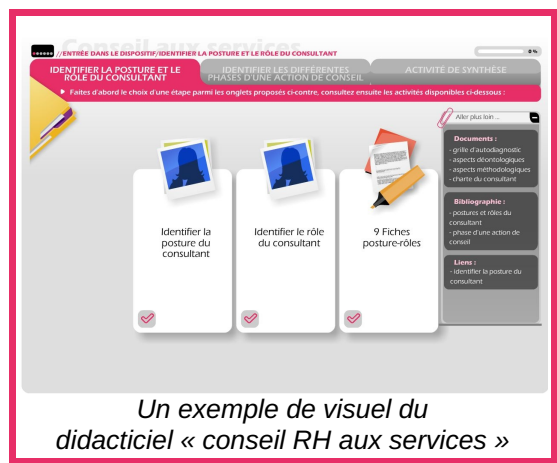 Conseil aux services
//ENTRÉE DANS LE DISPOSITIF/IDENTIFIER LA POSTURE ET LE RÔLE DU CONSULTANT
0 %
IDENTIFIER LA POSTURE ET LE
RÔLE DU CONSULTANT
IDENTIFIER LES DIFFÉRENTES
PHASES D'UNE ACTION DE CONSEIL
ACTIVITÉ DE SYNTHÈSE
Faites d'abord le choix d'une étape parmi les onglets proposés ci-contre, consultez ensuite les activités disponibles ci-dessous :
Aller plus loin ...
Documents :
- grille d'autodiagnostic
- aspects déontologiques
- aspects méthodologiques
- charte du consultant
Bibliographie :
- postures et rôles du
consultant
- phase d'une action de
conseil
Liens :
- identifier la posture du
consultant
Identifier la
posture du
consultant
Identifier le rôle
du consultant
9 Fiches
posture-rôles
Un exemple de visuel du
didacticiel « conseil RH aux services »